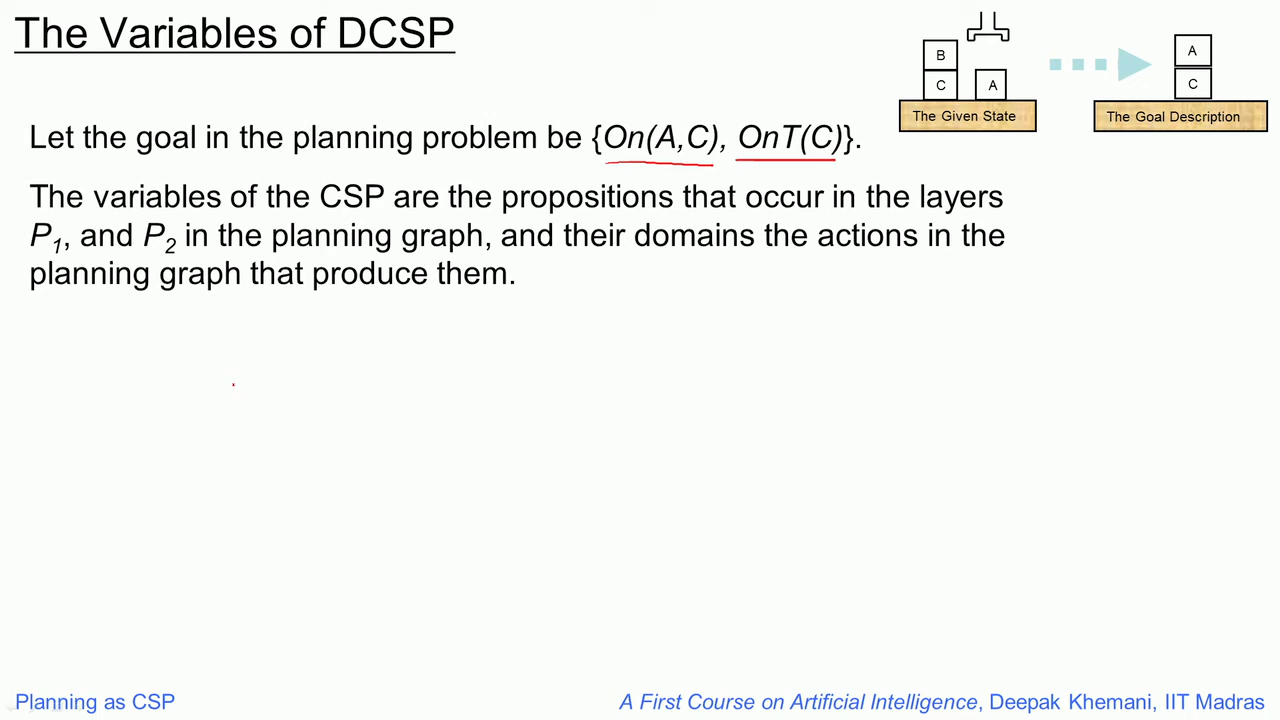 The Variables of DCSP
B
C
A
The Given State
A
C
The Goal Description
Let the goal in the planning problem be {On(A,C), OnT(C)}.
The variables of the CSP are the propositions that occur in the layers
P1, and P2 in the planning graph, and their domains the actions in the
planning graph that produce them.
Planning as CSP
A First Course on Artificial Intelligence, Deepak Khemani, IIT Madras